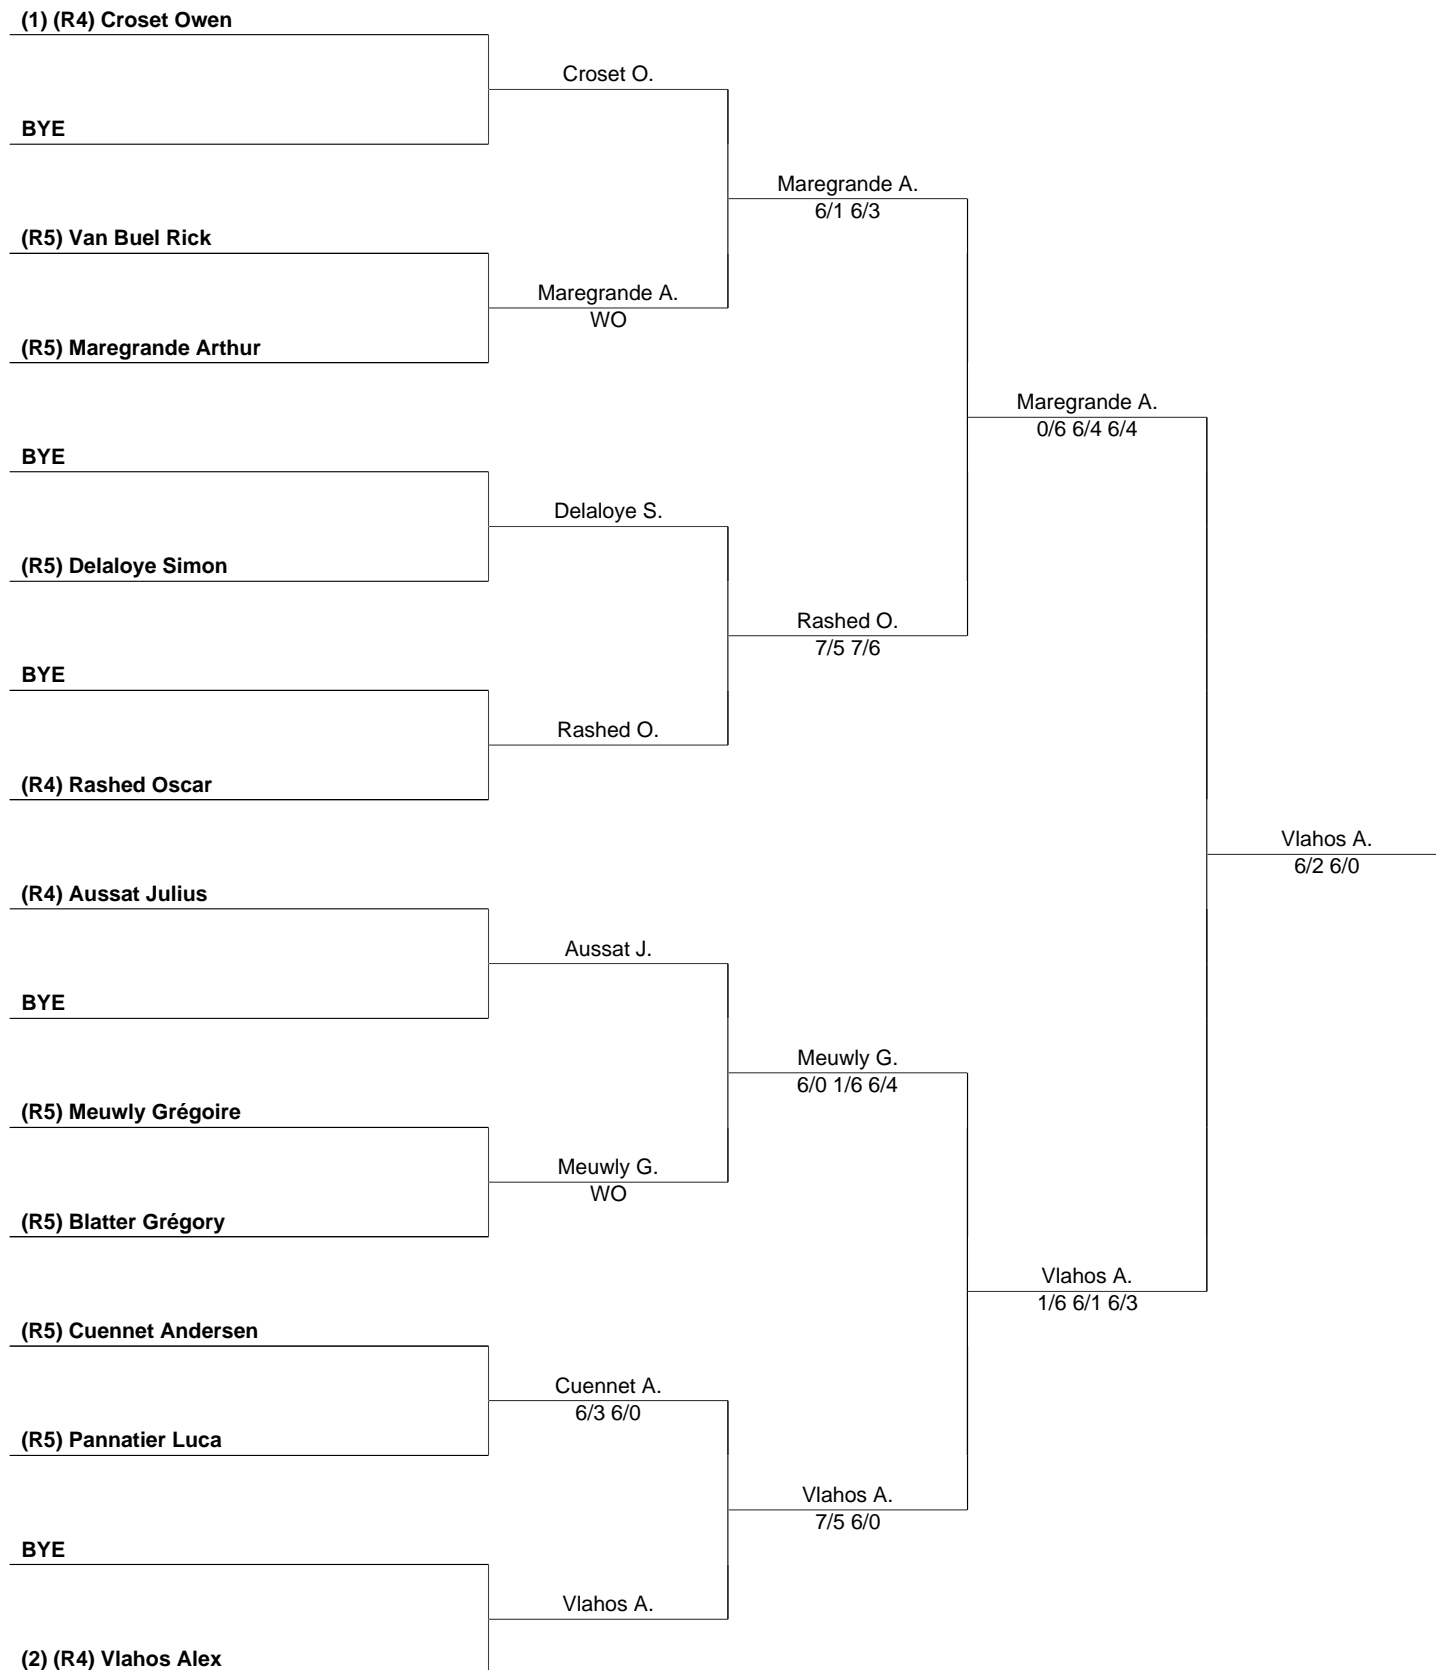 (1) (R4) Croset Owen
Croset O.
BYE
Maregrande A.
6/1 6/3
(R5) Van Buel Rick
Maregrande A.
WO
(R5) Maregrande Arthur
Maregrande A.
0/6 6/4 6/4
BYE
Delaloye S.
(R5) Delaloye Simon
Rashed O.
7/5 7/6
BYE
Rashed O.
(R4) Rashed Oscar
Vlahos A.
6/2 6/0
(R4) Aussat Julius
Aussat J.
BYE
Meuwly G.
6/0 1/6 6/4
(R5) Meuwly Grégoire
Meuwly G.
WO
(R5) Blatter Grégory
Vlahos A.
1/6 6/1 6/3
(R5) Cuennet Andersen
Cuennet A.
6/3 6/0
(R5) Pannatier Luca
Vlahos A.
7/5 6/0
BYE
Vlahos A.
(2) (R4) Vlahos Alex